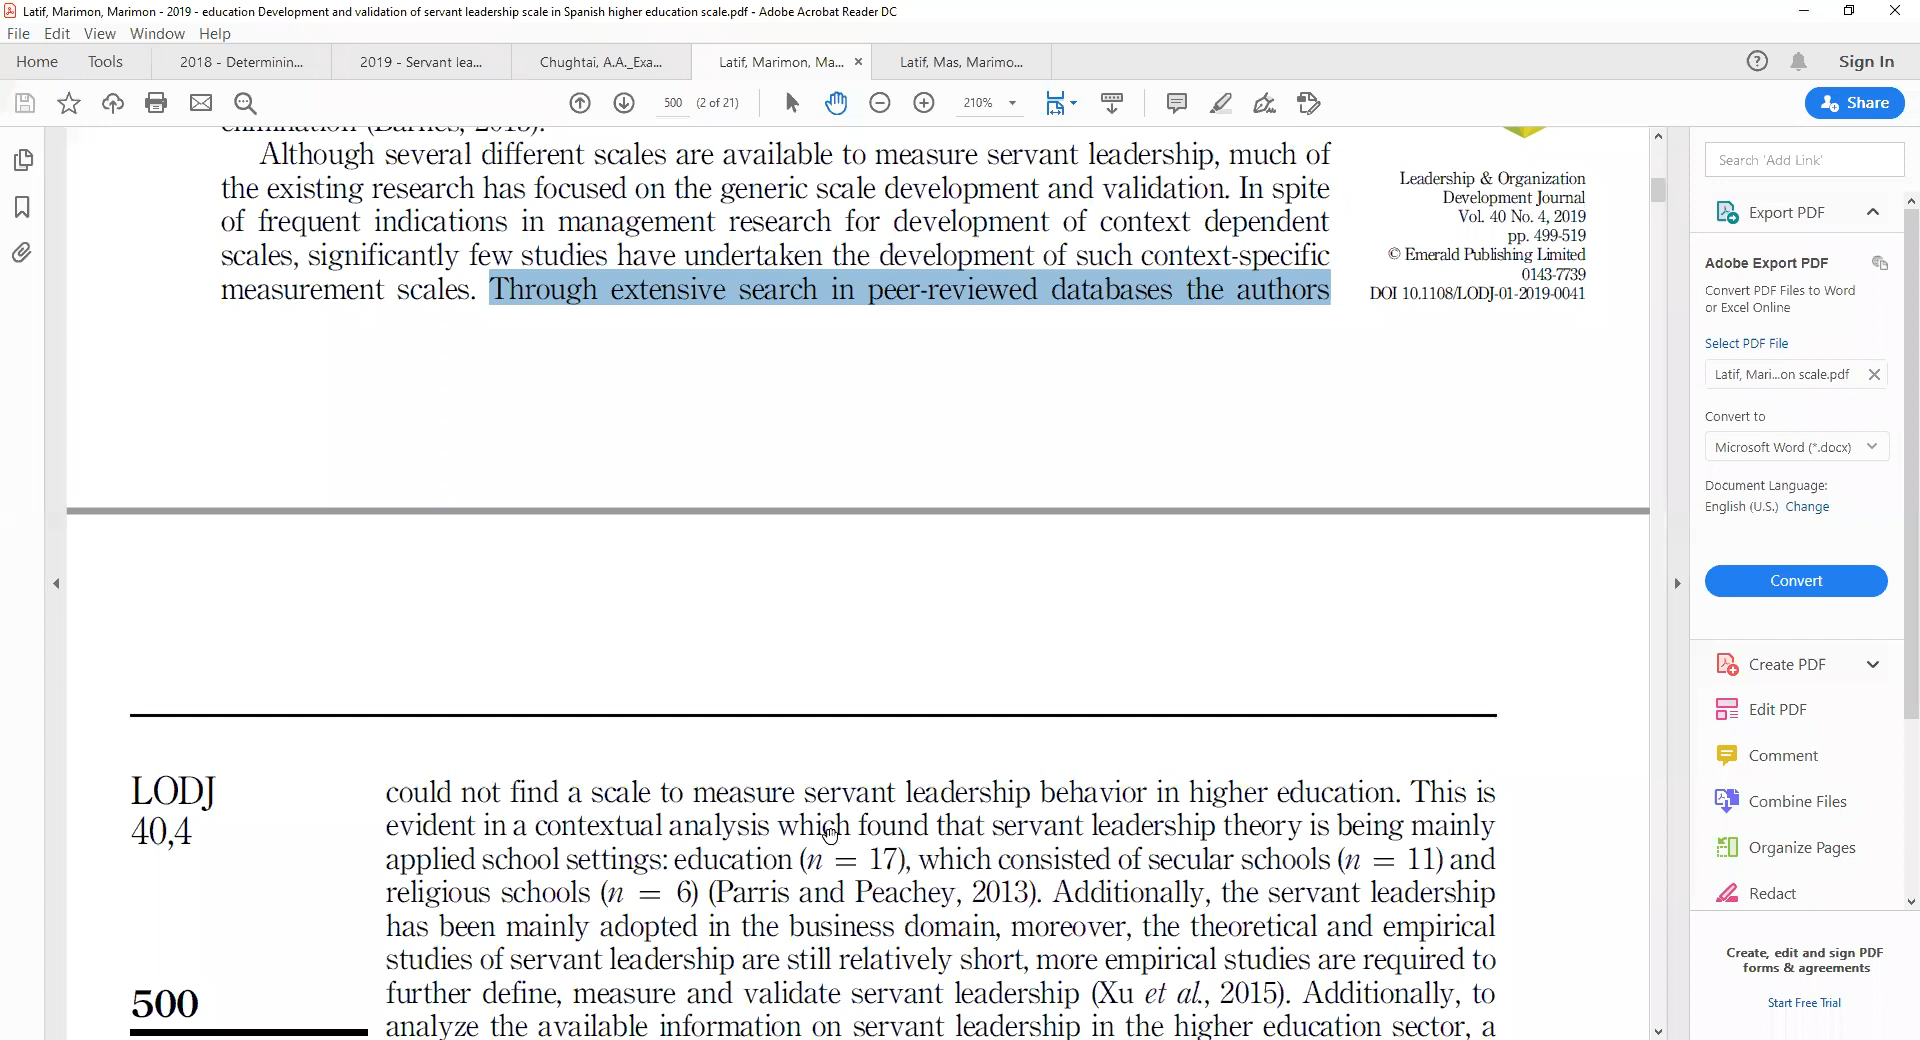 Latif, Marimon, Marimon - 2019 - education Development and validation of servant leadership scale in Spanish higher education scale.pdf - Adobe Acrobat Reader DC
File Edit View Window Help
Home Tools 2018 - Determinin... 2019 - Servant lea... Chughtai, A.A._Exa... Latif, Marimon, Ma... × Latif, Mas, Marimo... Sign In
500 (2 of 21) 210% Share
Although several different scales are available to measure servant leadership, much of
the existing research has focused on the generic scale development and validation. In spite
of frequent indications in management research for development of context dependent
scales, significantly few studies have undertaken the development of such context-specific
measurement scales. Through extensive search in peer-reviewed databases the authors
Leadership & Organization
Development Journal
Vol. 40 No. 4, 2019
pp. 499-519
© Emerald Publishing Limited
0143-7739
DOI 10.1108/LODJ-01-2019-0041
LODJ
40,4
500
could not find a scale to measure servant leadership behavior in higher education. This is
evident in a contextual analysis which found that servant leadership theory is being mainly
applied school settings: education (n = 17), which consisted of secular schools (n = 11) and
religious schools (n = 6) (Parris and Peachey, 2013). Additionally, the servant leadership
has been mainly adopted in the business domain, moreover, the theoretical and empirical
studies of servant leadership are still relatively short, more empirical studies are required to
further define, measure and validate servant leadership (Xu et al., 2015). Additionally, to
analyze the available information on servant leadership in the higher education sector, a
Search 'Add Link'
Export PDF
Adobe Export PDF
Convert PDF Files to Word
or Excel Online
Select PDF File
Latif, Mari...on scale.pdf
Convert to
Microsoft Word (*.docx)
Document Language:
English (U.S.) Change
Convert
Create PDF
Edit PDF
Comment
Combine Files
Organize Pages
Redact
Create, edit and sign PDF
forms & agreements
Start Free Trial